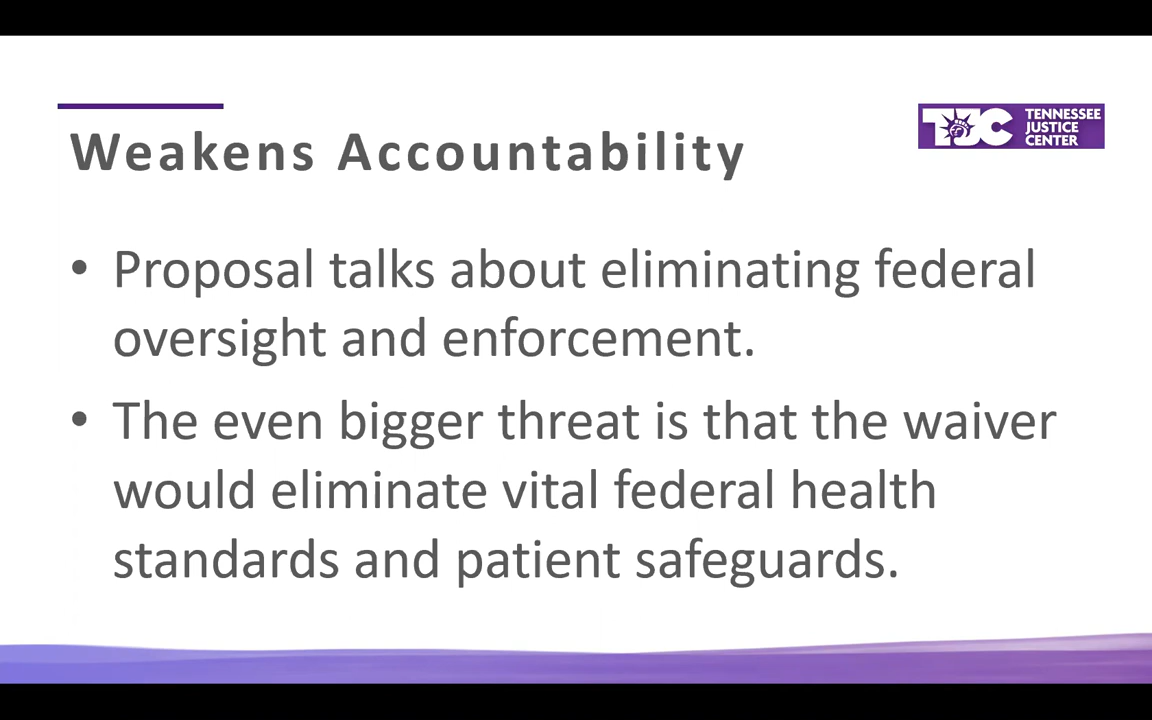 Weakens Accountability
TJC TENNESSEE
JUSTICE
CENTER
• Proposal talks about eliminating federal
oversight and enforcement.
• The even bigger threat is that the waiver
would eliminate vital federal health
standards and patient safeguards.